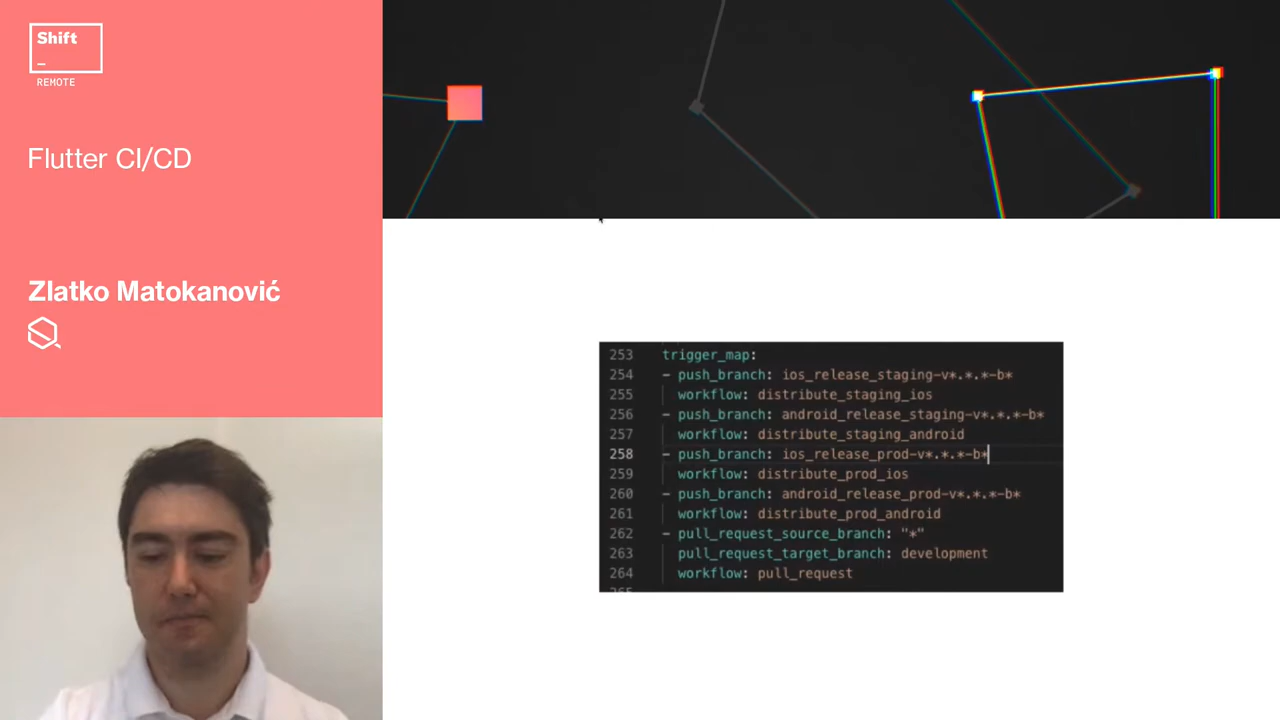 Shift
_
REMOTE
Flutter CI/CD
Zlatko Matokanović
253 trigger_map:
254 - push_branch: ios_release_staging-v*.*.*-b*
255 workflow: distribute_staging_ios
256 - push_branch: android_release_staging-v*.*.*-b*
257 workflow: distribute_staging_android
258 - push_branch: ios_release_prod-v*.*.*-b*
259 workflow: distribute_prod_ios
260 - push_branch: android_release_prod-v*.*.*-b*
261 workflow: distribute_prod_android
262 - pull_request_source_branch: "*"
263 pull_request_target_branch: development
264 workflow: pull_request